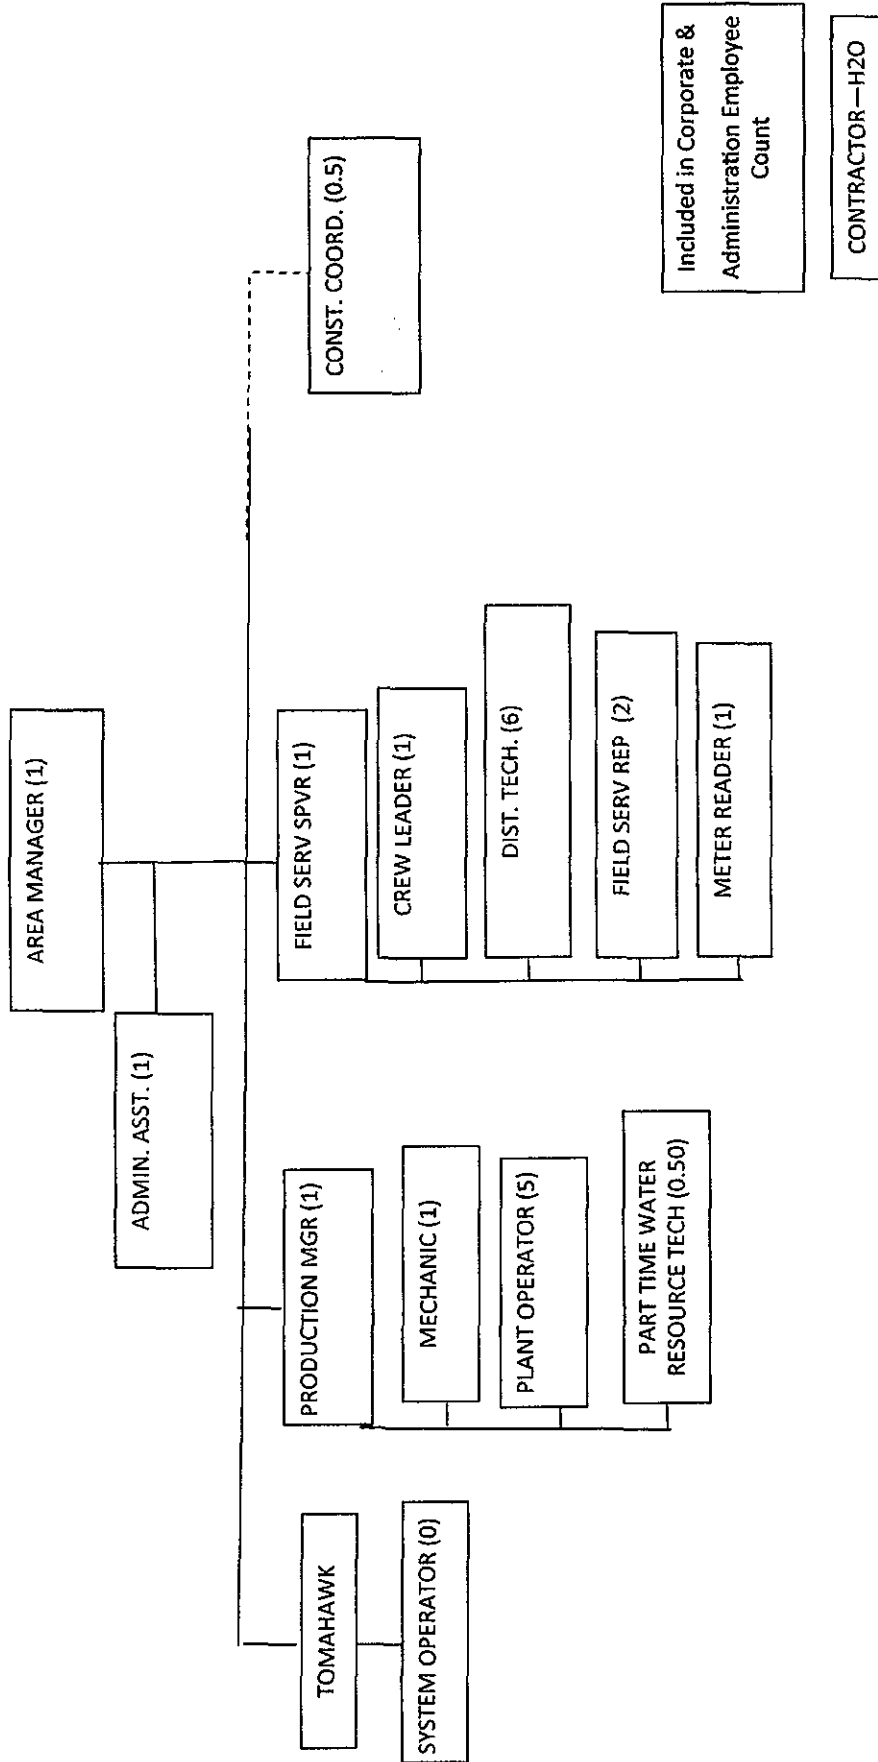 AREA MANAGER (1)
ADMIN. ASST. (1)
TOMAHAWK
SYSTEM OPERATOR (0)
PRODUCTION MGR (1)
MECHANIC (1)
PLANT OPERATOR (5)
PART TIME WATER
RESOURCE TECH (0.50)
FIELD SERV SPVR (1)
CREW LEADER (1)
DIST. TECH. (6)
FIELD SERV REP (2)
METER READER (1)
CONST. COORD. (0.5)
Included in Corporate &
Administration Employee
Count
CONTRACTOR—H2O